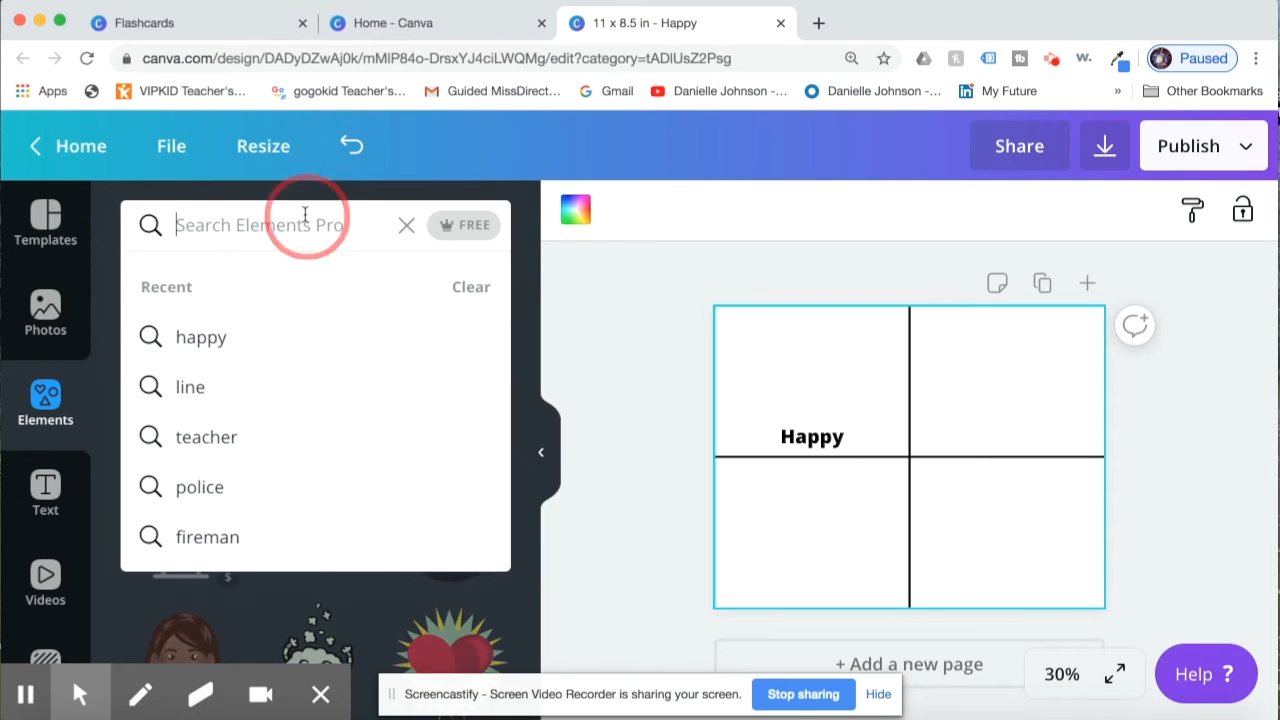 Flashcards
Home - Canva
11 x 8.5 in - Happy
canva.com/design/DADyDZwAj0k/mMlP84o-DrsxYJ4ciLWQMg/edit?category=tADlUsZ2Psg
Paused
Apps
VIPKID Teacher's...
gogokid Teacher's...
Guided MissDirect...
Gmail
Danielle Johnson -...
Danielle Johnson -...
My Future
»
Other Bookmarks
Home
File
Resize
Share
Publish
Templates
Photos
Elements
Text
Videos
Search Elements Pro
FREE
Recent
Clear
happy
line
teacher
police
fireman
$
Happy
+ Add a new page
30%
Help ?
Screencastify - Screen Video Recorder is sharing your screen.
Stop sharing
Hide